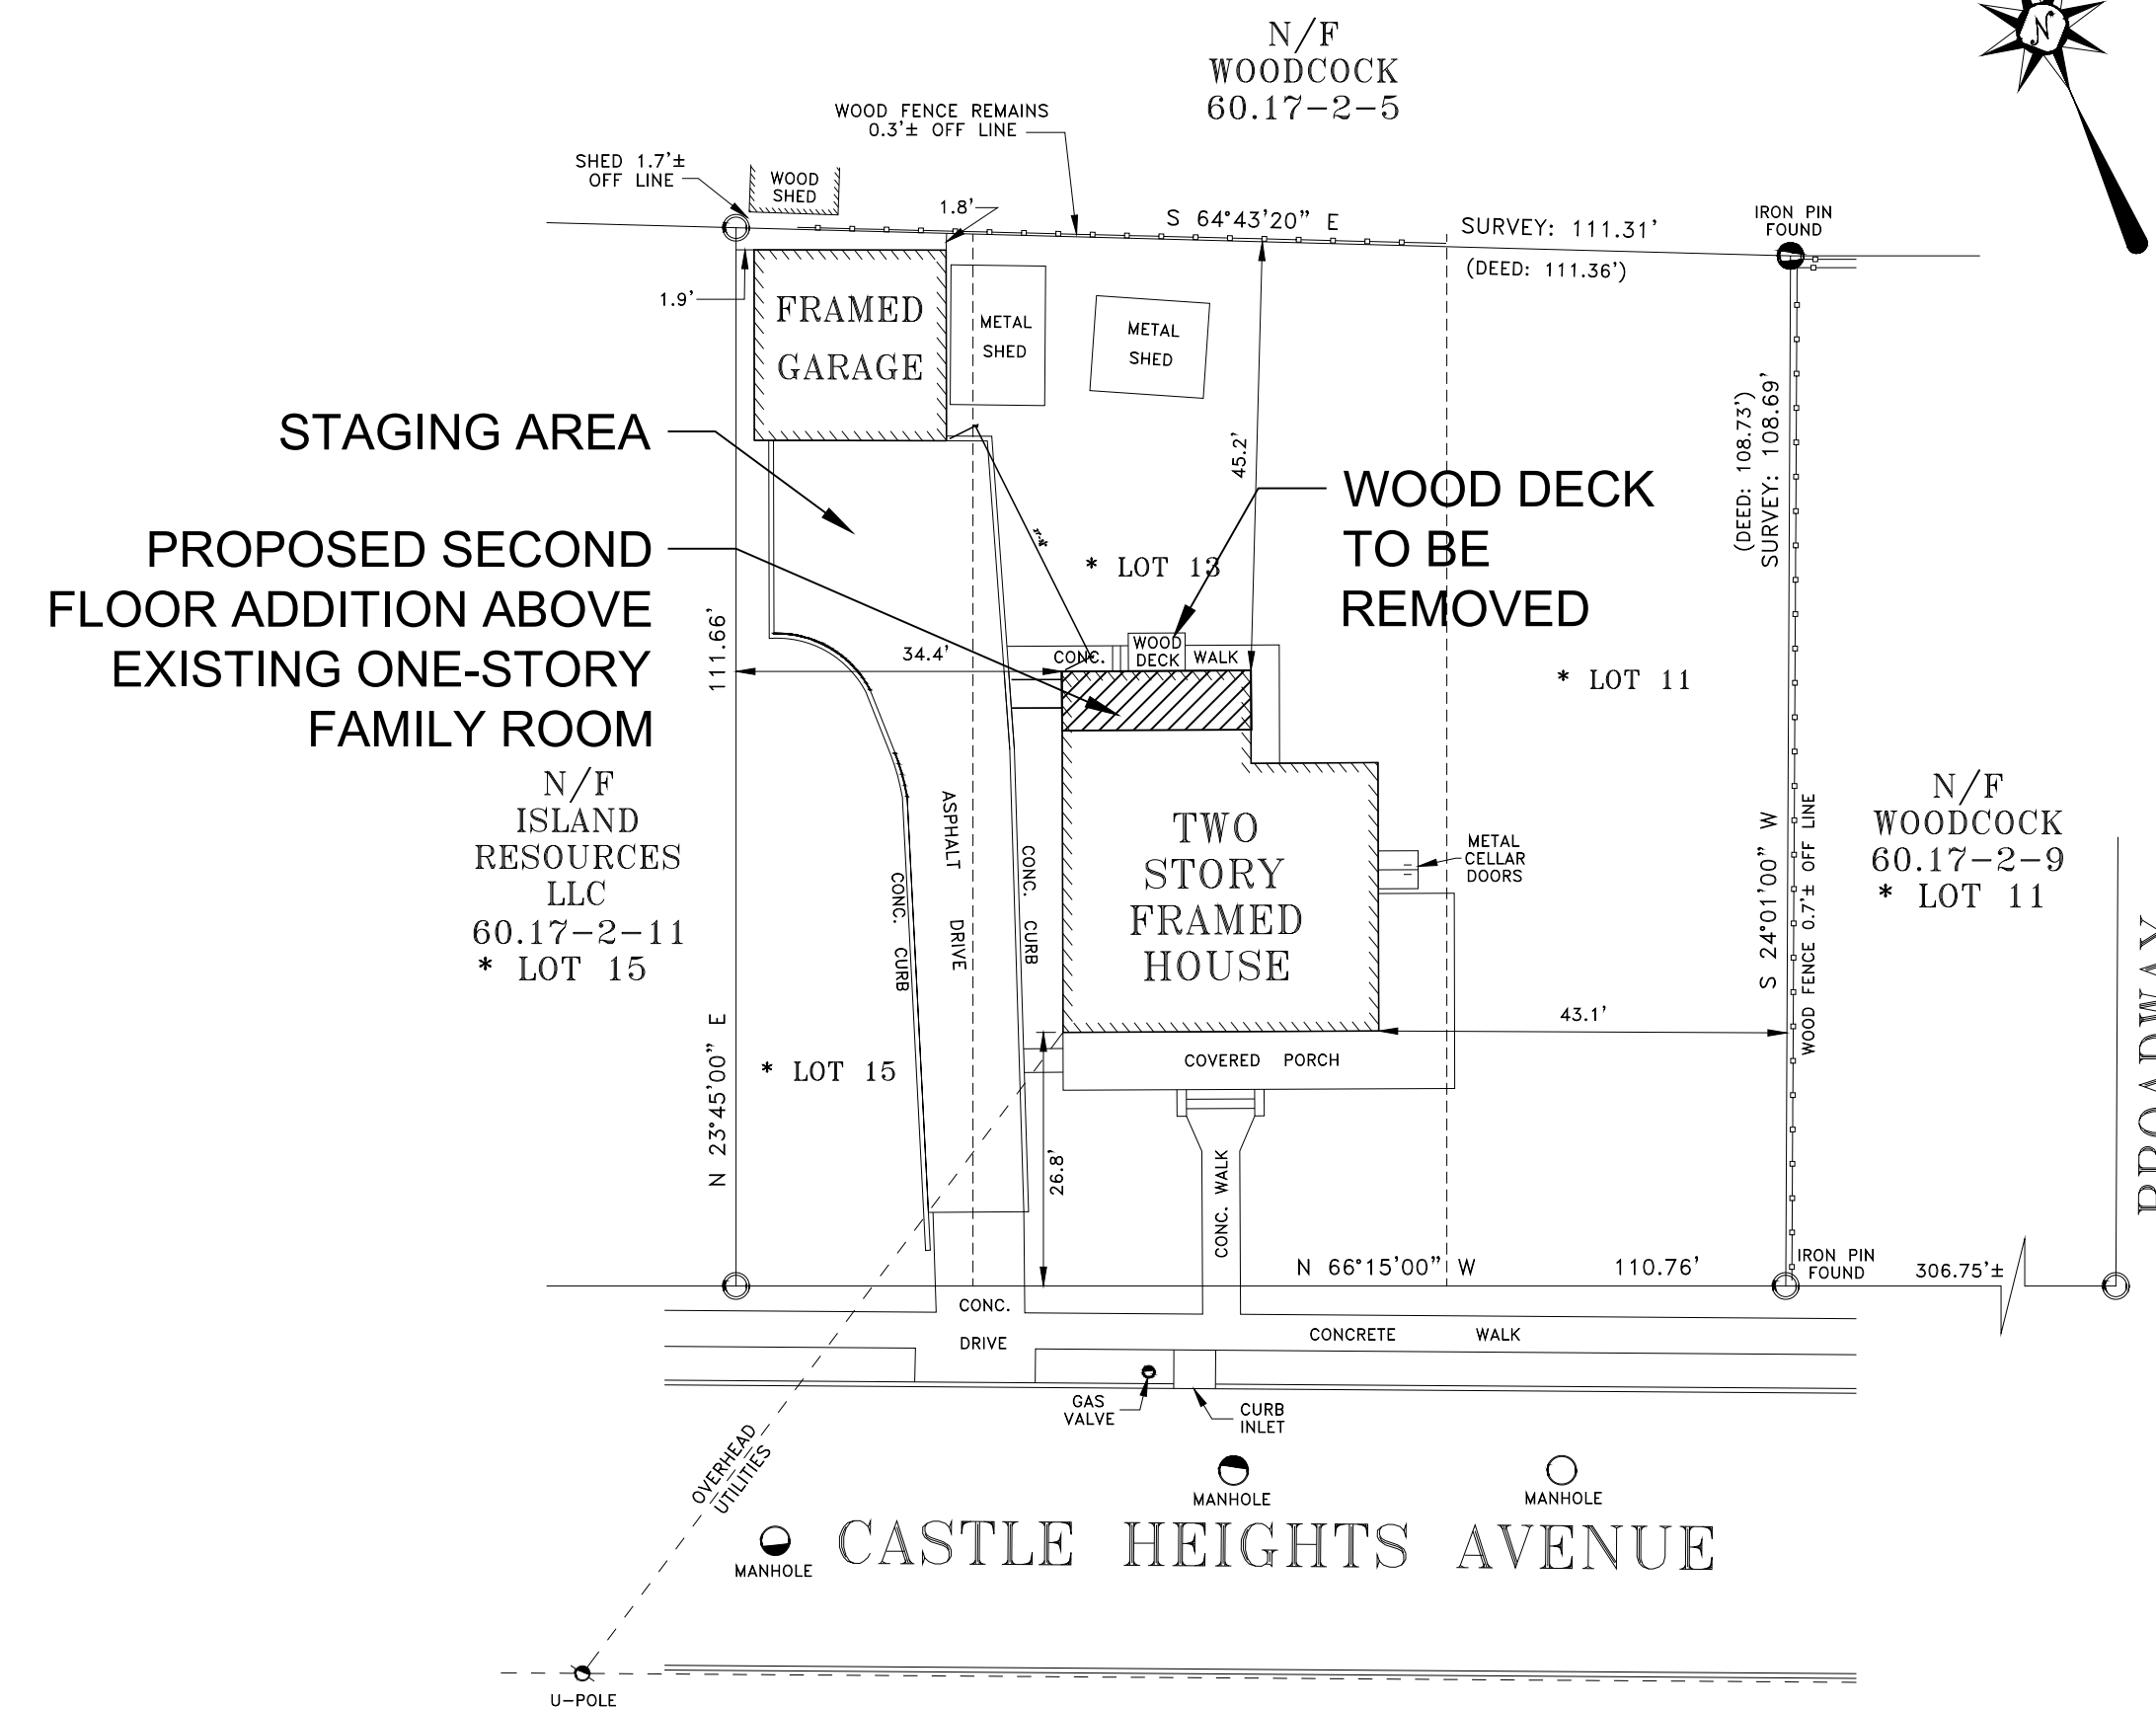 N
N/F
WOODCOCK
60.17-2-5
WOOD FENCE REMAINS
0.3'± OFF LINE
SHED 1.7'±
OFF LINE
WOOD
SHED
1.8'
S 64°43'20" E
SURVEY: 111.31'
(DEED: 111.36')
IRON PIN
FOUND
1.9'
FRAMED
GARAGE
METAL
SHED
METAL
SHED
STAGING AREA
45.2'
WOOD DECK
TO BE
REMOVED
(DEED: 108.73')
SURVEY: 108.69'
PROPOSED SECOND
FLOOR ADDITION ABOVE
EXISTING ONE-STORY
FAMILY ROOM
* LOT 13
111.66'
34.4'
CONC.
WOOD
DECK
WALK
* LOT 11
N/F
ISLAND
RESOURCES
LLC
60.17-2-11
* LOT 15
ASPHALT DRIVE
CONC. CURB
CONC. CURB
TWO
STORY
FRAMED
HOUSE
METAL
CELLAR
DOORS
S 24°01'00" W
WOOD FENCE 0.7'± OFF LINE
N/F
WOODCOCK
60.17-2-9
* LOT 11
BROADWAY
N 23°45'00" E
* LOT 15
43.1'
COVERED PORCH
26.8'
CONC. WALK
N 66°15'00" W
110.76'
IRON PIN
FOUND
306.75'±
CONC.
DRIVE
CONCRETE WALK
GAS
VALVE
CURB
INLET
OVERHEAD
UTILITIES
MANHOLE
MANHOLE
MANHOLE
CASTLE HEIGHTS AVENUE
U-POLE